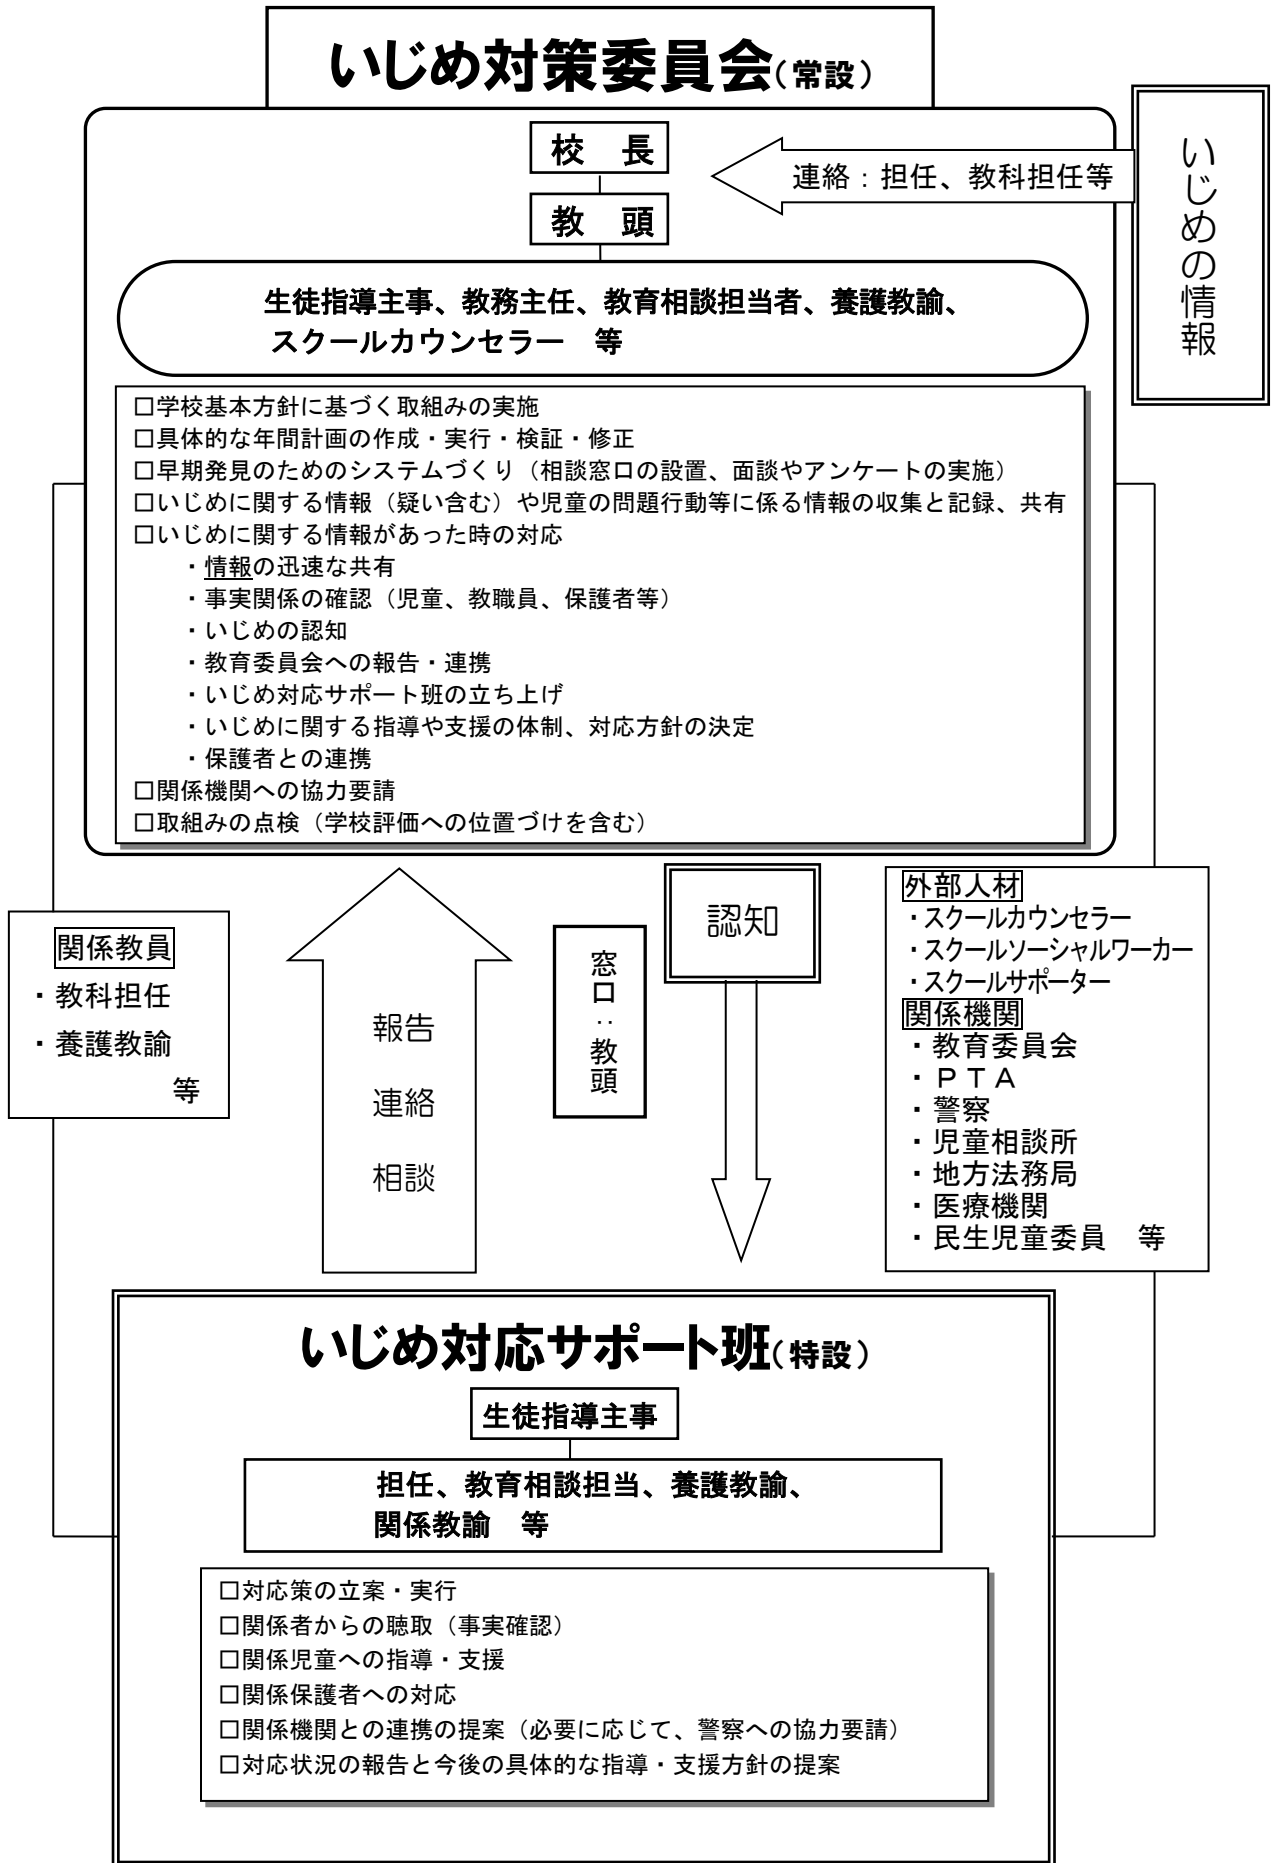 いじめ対策委員会(常設)
校　長
連絡：担任、教科担任等
いじめの情報
教　頭
生徒指導主事、教務主任、教育相談担当者、養護教諭、
スクールカウンセラー　等
□学校基本方針に基づく取組みの実施
□具体的な年間計画の作成・実行・検証・修正
□早期発見のためのシステムづくり（相談窓口の設置、面談やアンケートの実施）
□いじめに関する情報（疑い含む）や児童の問題行動等に係る情報の収集と記録、共有
□いじめに関する情報があった時の対応
・情報の迅速な共有
・事実関係の確認（児童、教職員、保護者等）
・いじめの認知
・教育委員会への報告・連携
・いじめ対応サポート班の立ち上げ
・いじめに関する指導や支援の体制、対応方針の決定
・保護者との連携
□関係機関への協力要請
□取組みの点検（学校評価への位置づけを含む）
関係教員
・教科担任
・養護教諭
等
報告
連絡
相談
窓口：教頭
認知
外部人材
・スクールカウンセラー
・スクールソーシャルワーカー
・スクールサポーター
関係機関
・教育委員会
・ＰＴＡ
・警察
・児童相談所
・地方法務局
・医療機関
・民生児童委員　等
いじめ対応サポート班(特設)
生徒指導主事
担任、教育相談担当、養護教諭、
関係教諭　等
□対応策の立案・実行
□関係者からの聴取（事実確認）
□関係児童への指導・支援
□関係保護者への対応
□関係機関との連携の提案（必要に応じて、警察への協力要請）
□対応状況の報告と今後の具体的な指導・支援方針の提案